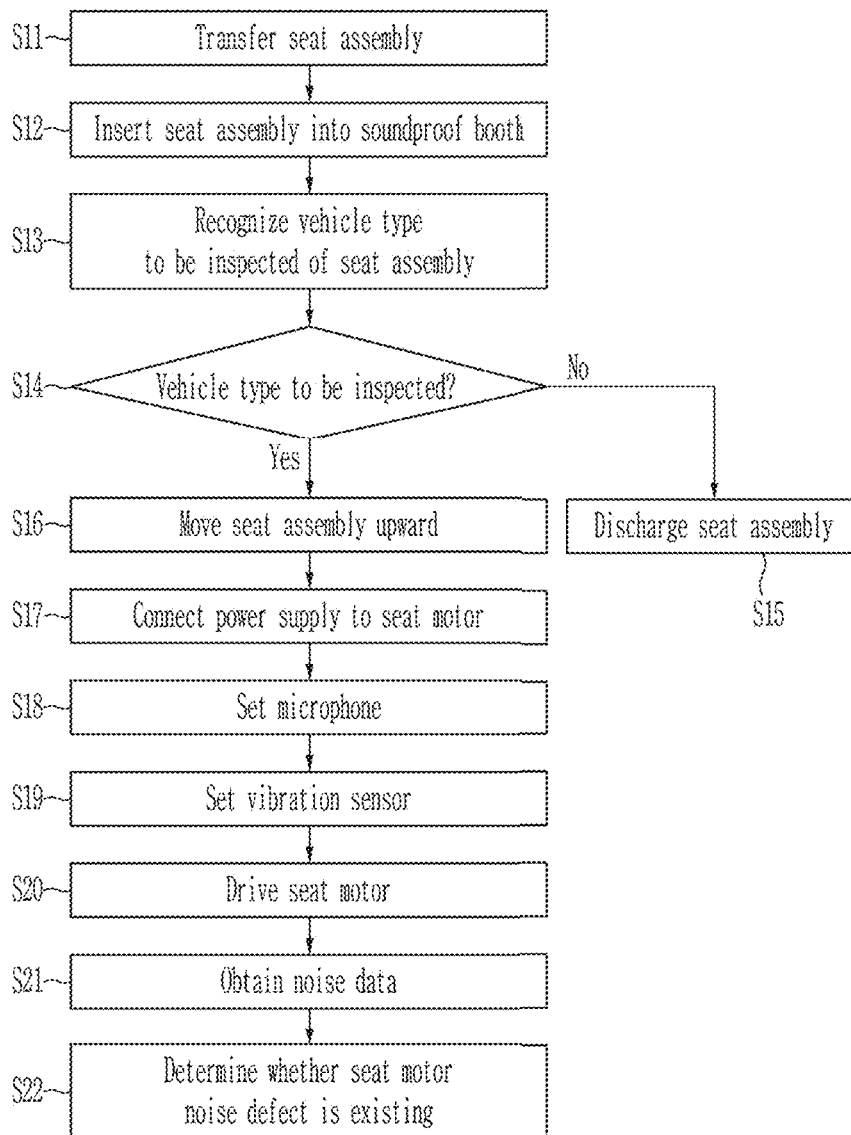 S11
Transfer seat assembly
S12
Insert seat assembly into soundproof booth
S13
Recognize vehicle type
to be inspected of seat assembly
S14
Vehicle type to be inspected?
No
Yes
S16
Move seat assembly upward
Discharge seat assembly
S15
S17
Connect power supply to seat motor
S18
Set microphone
S19
Set vibration sensor
S20
Drive seat motor
S21
Obtain noise data
S22
Determine whether seat motor
noise defect is existing